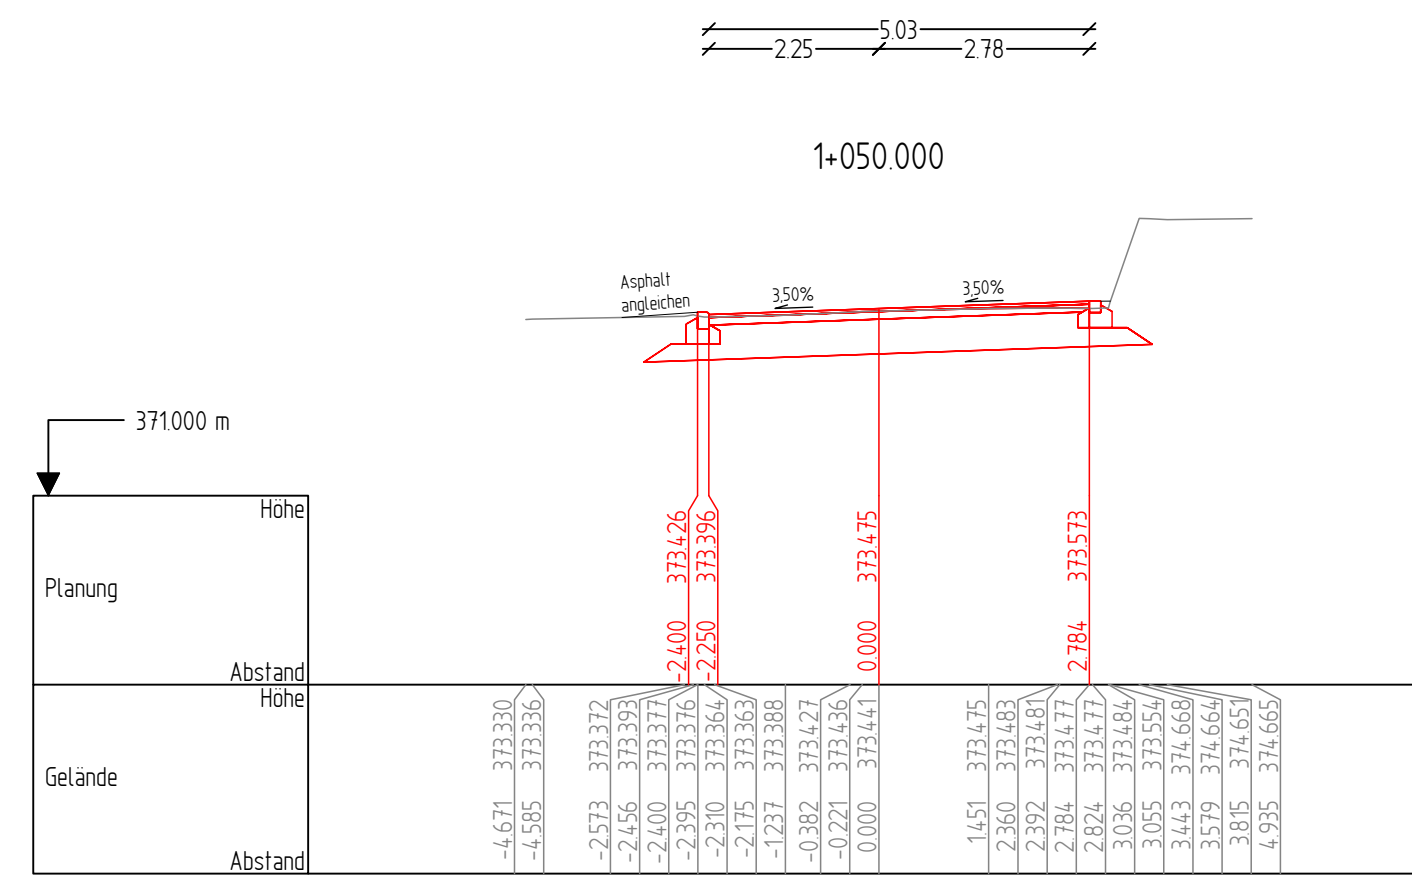 5.03
2.25 2.78
1+050.000
Asphalt
angleichen
3,50% 3,50%
371.000 m
Höhe
Planung
Abstand
373.426 373.396 373.475 373.573
-2.400 -2.250 0.000 2.784
Höhe
Gelände
Abstand
373.330 373.336 373.372 373.393 373.377 373.376 373.364 373.363 373.388 373.427 373.436 373.441 373.475 373.483 373.481 373.477 373.477 373.484 373.554 374.668 374.664 374.651 374.665
-4.671 -4.585 -2.573 -2.456 -2.400 -2.395 -2.310 -2.175 -1.237 -0.382 -0.221 0.000 1.451 2.360 2.392 2.784 2.824 3.036 3.055 3.443 3.579 3.815 4.935